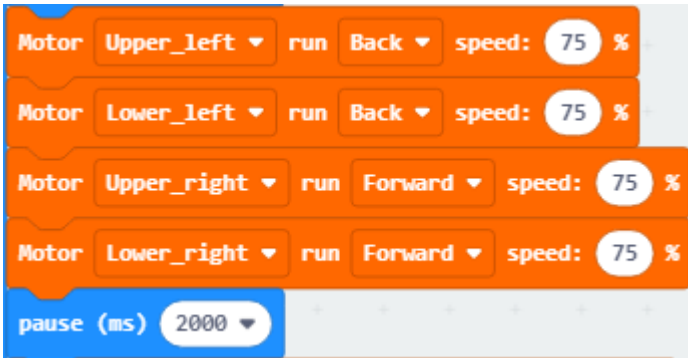 Motor Upper_left run Back speed: 75 %
Motor Lower_left run Back speed: 75 %
Motor Upper_right run Forward speed: 75 %
Motor Lower_right run Forward speed: 75 %
pause (ms) 2000